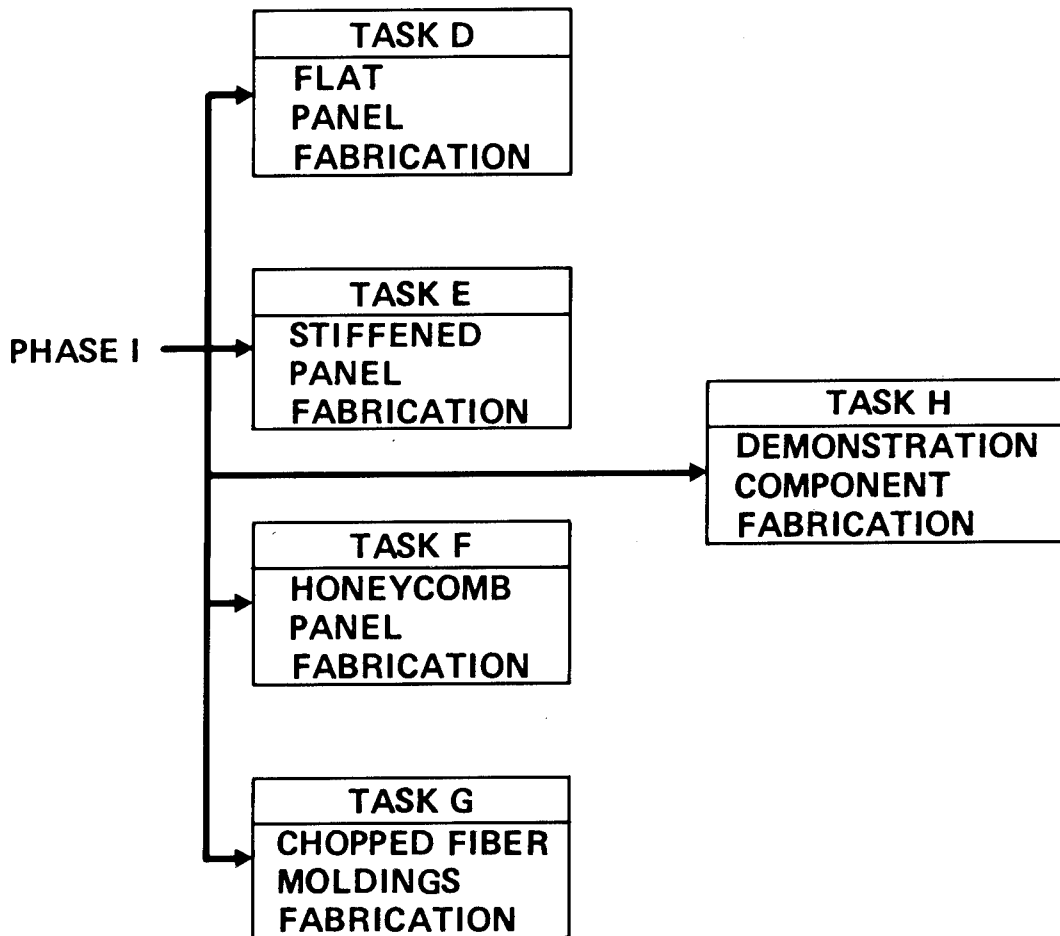 TASK D
FLAT
PANEL
FABRICATION
PHASE I
TASK E
STIFFENED
PANEL
FABRICATION
TASK H
DEMONSTRATION
COMPONENT
FABRICATION
TASK F
HONEYCOMB
PANEL
FABRICATION
TASK G
CHOPPED FIBER
MOLDINGS
FABRICATION